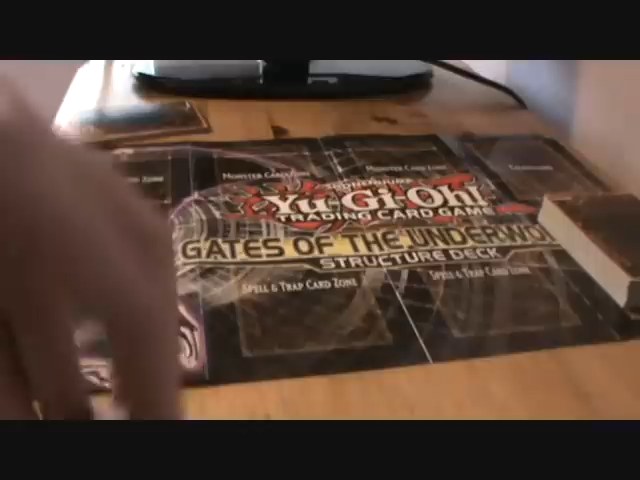 Monster Card Zone
Monster Card Zone
Yu-Gi-Oh!
TRADING CARD GAME
GATES OF THE
STRUCTURE DECK
Spell & Trap Card Zone
Spell & Trap Card Zone